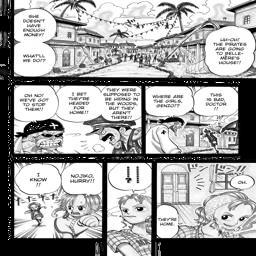 UH-OH! THE PIRATES ARE GOING TO BELLE-MÈRE'S HOUSE!!
SHE DOESN'T HAVE ENOUGH MONEY!
WHAT'LL WE DO!?
THIS IS BAD, DOCTOR!!
WHERE ARE THE GIRLS, GENZO!?
THEY WERE SUPPOSED TO BE HIDING IN THE WOODS, BUT THEY AREN'T THERE!!
I BET THEY'RE HEADED FOR HOME!!
OH NO! WE'VE GOT TO STOP THEM!!
OH.
THEY'RE HOME.
!!
NOJIKO, HURRY!!
I KNOW!!